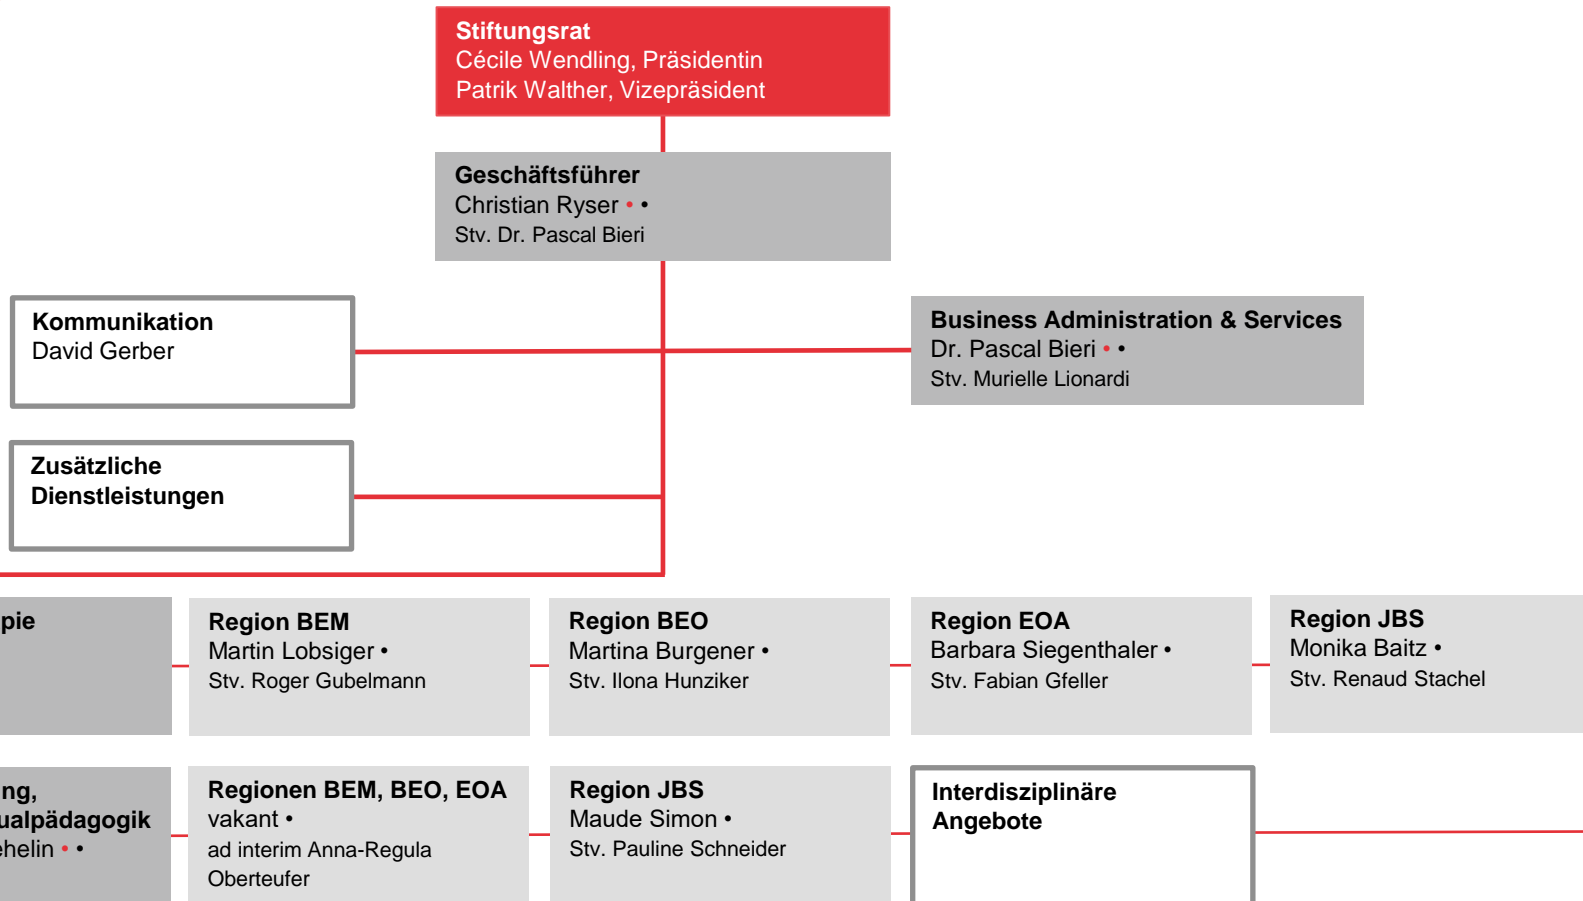 Stiftungsrat
Cécile Wendling, Präsidentin
Patrik Walther, Vizepräsident
Geschäftsführer
Christian Ryser • •
Stv. Dr. Pascal Bieri
Kommunikation
David Gerber
Business Administration & Services
Dr. Pascal Bieri • •
Stv. Murielle Lionardi
Zusätzliche
Dienstleistungen
pie
Region BEM
Martin Lobsiger •
Stv. Roger Gubelmann
Region BEO
Martina Burgener •
Stv. Ilona Hunziker
Region EOA
Barbara Siegenthaler •
Stv. Fabian Gfeller
Region JBS
Monika Baitz •
Stv. Renaud Stachel
ng,
ualpädagogik
helin • •
Regionen BEM, BEO, EOA
vakant •
ad interim Anna-Regula
Oberteufer
Region JBS
Maude Simon •
Stv. Pauline Schneider
Interdisziplinäre
Angebote